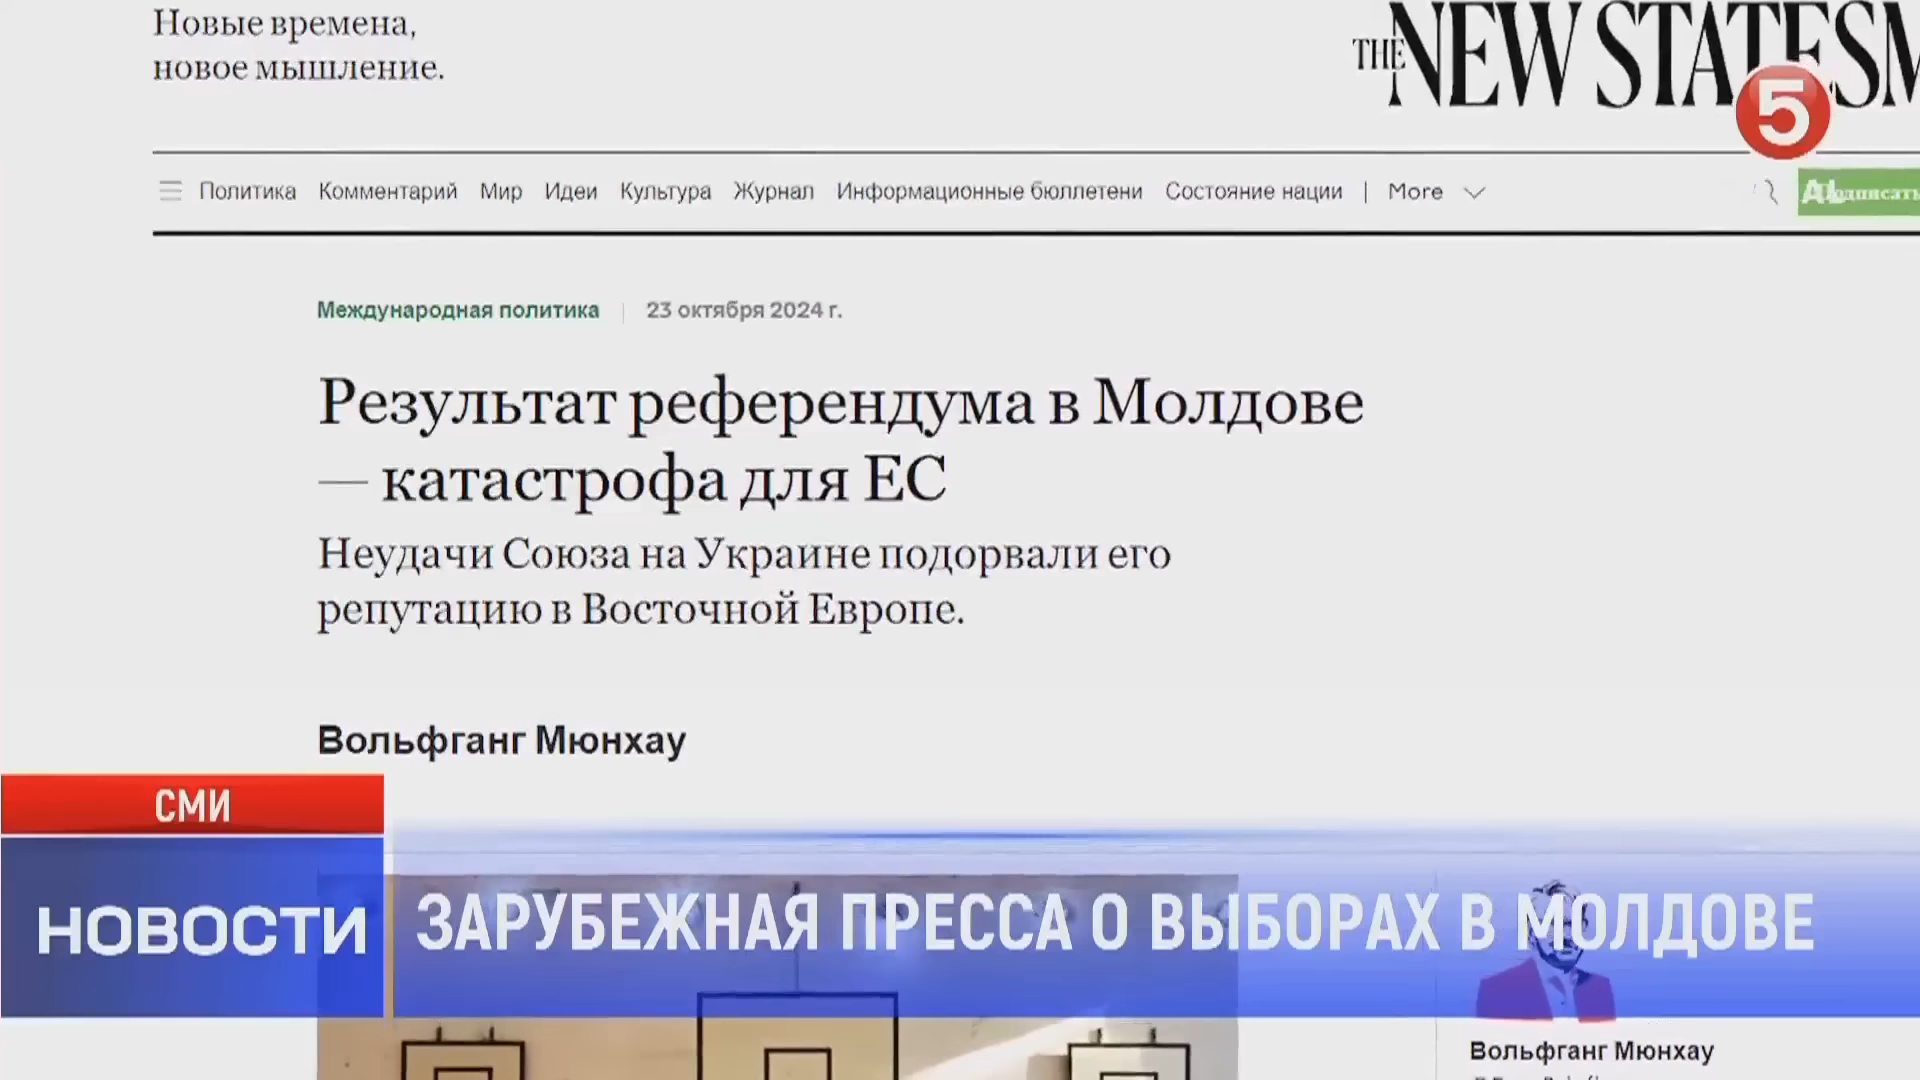 Новые времена,
новое мышление.
THE NEW STATESM
5
Политика Комментарий Мир Идеи Культура Журнал Информационные бюллетени Состояние нации | More
AL
Международная политика | 23 октября 2024 г.
Результат референдума в Молдове
— катастрофа для ЕС
Неудачи Союза на Украине подорвали его
репутацию в Восточной Европе.
Вольфганг Мюнхау
СМИ
НОВОСТИ
ЗАРУБЕЖНАЯ ПРЕССА О ВЫБОРАХ В МОЛДОВЕ
Вольфганг Мюнхау